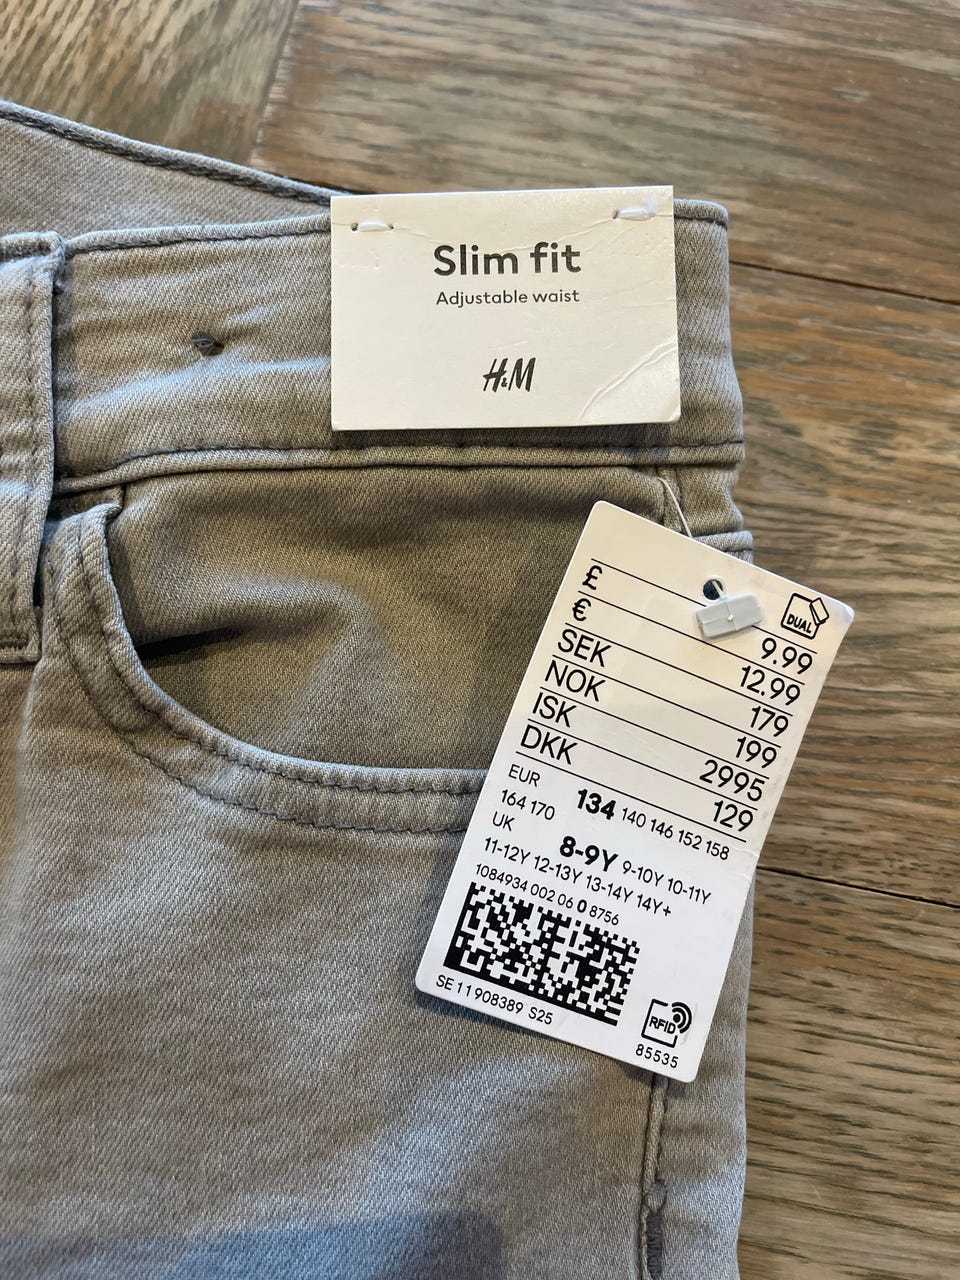 Slim fit
Adjustable waist
H&M
DUAL
£ 9.99
€ 12.99
SEK 179
NOK 199
ISK 2995
DKK 129
EUR 134 140 146 152 158
164 170
UK 8-9Y 9-10Y 10-11Y
11-12Y 12-13Y 13-14Y 14Y+
1084934 002 06 0 8756
SE 11 908389 S25
RFID
85535